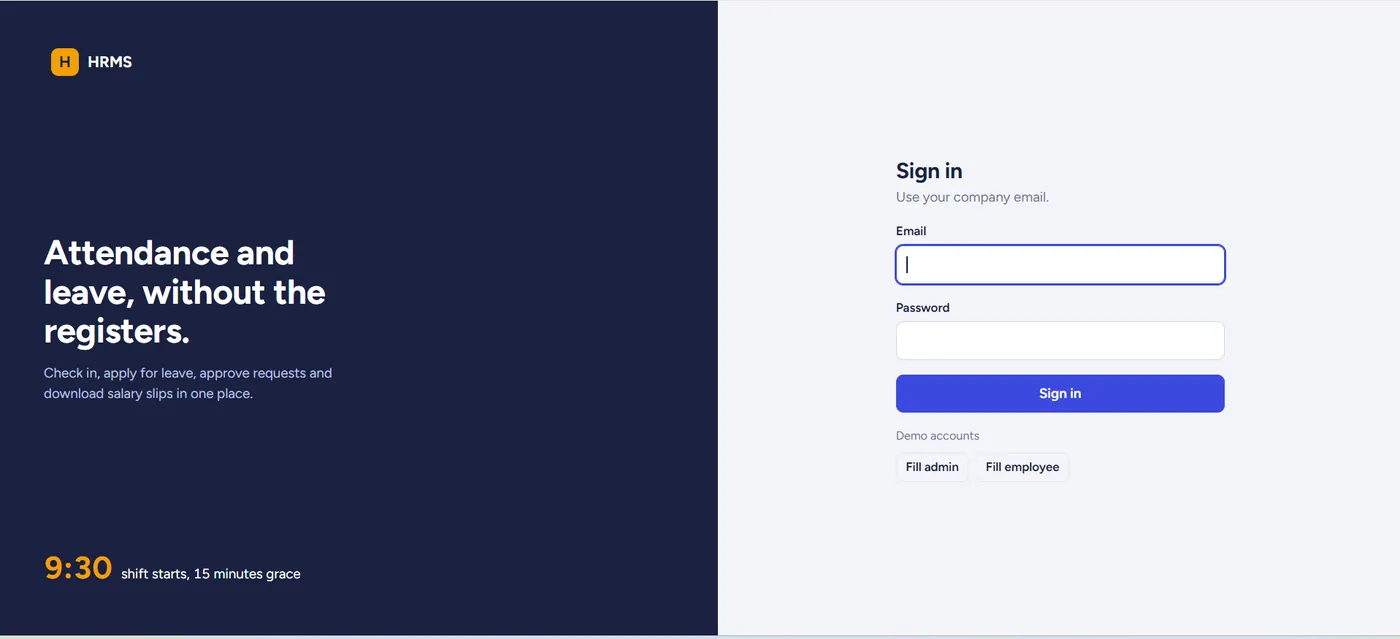 H HRMS
Attendance and
leave, without the
registers.
Check in, apply for leave, approve requests and
download salary slips in one place.
9:30 shift starts, 15 minutes grace
Sign in
Use your company email.
Email
Password
Sign in
Demo accounts
Fill admin Fill employee